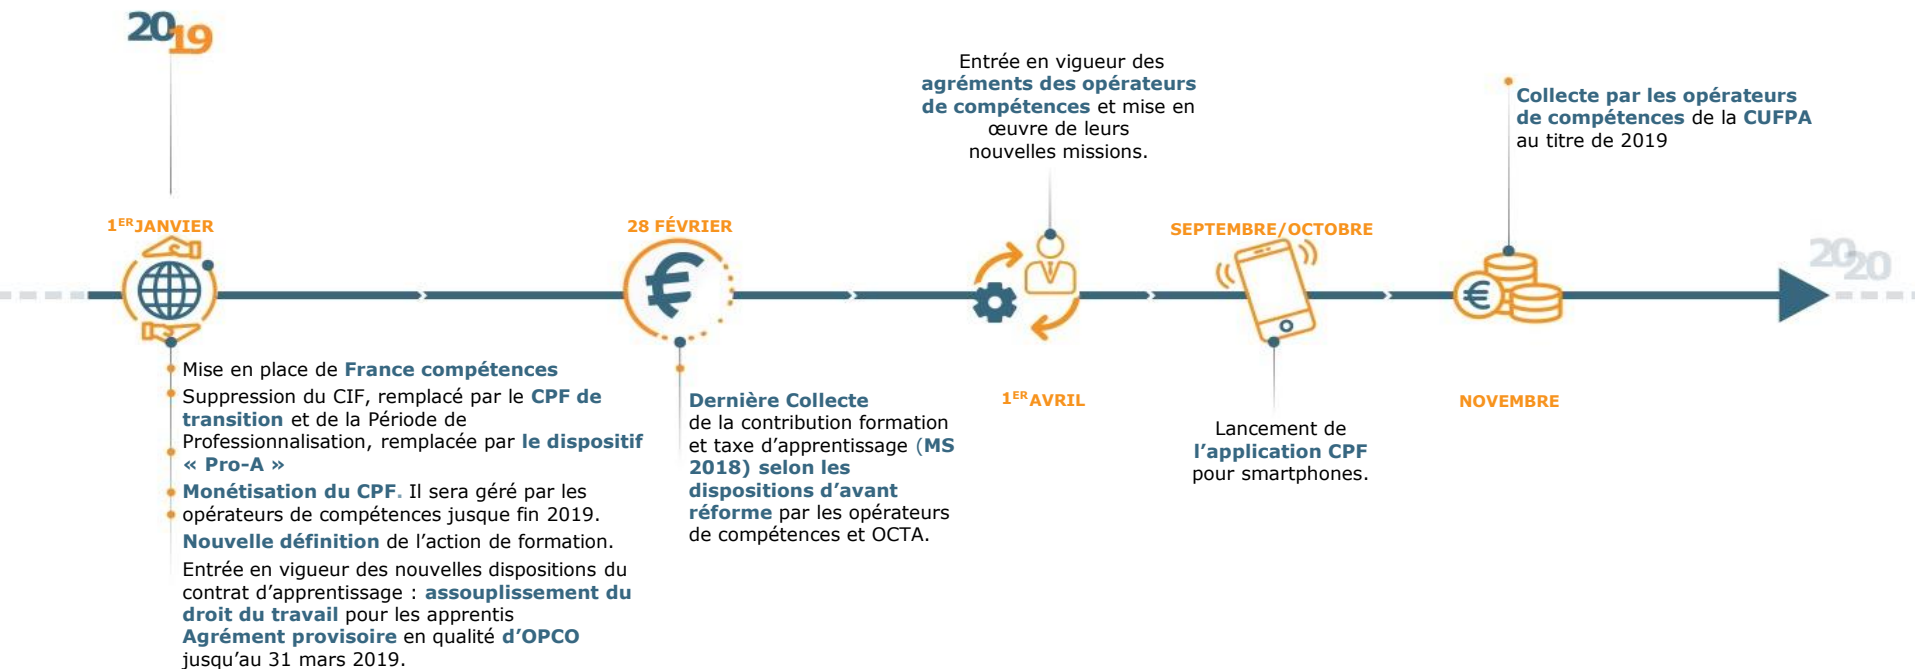 2019
1ER JANVIER
Mise en place de France compétences
Suppression du CIF, remplacé par le CPF de
transition et de la Période de
Professionnalisation, remplacée par le dispositif
« Pro-A »
Monétisation du CPF. Il sera géré par les
opérateurs de compétences jusque fin 2019.
Nouvelle définition de l’action de formation.
Entrée en vigueur des nouvelles dispositions du
contrat d’apprentissage : assouplissement du
droit du travail pour les apprentis
Agrément provisoire en qualité d’OPCO
jusqu’au 31 mars 2019.
28 FÉVRIER
€
Dernière Collecte
de la contribution formation
et taxe d’apprentissage (MS
2018) selon les
dispositions d’avant
réforme par les opérateurs
de compétences et OCTA.
Entrée en vigueur des
agréments des opérateurs
de compétences et mise en
œuvre de leurs
nouvelles missions.
1ER AVRIL
SEPTEMBRE/OCTOBRE
Lancement de
l’application CPF
pour smartphones.
Collecte par les opérateurs
de compétences de la CUFPA
au titre de 2019
€
NOVEMBRE
2020